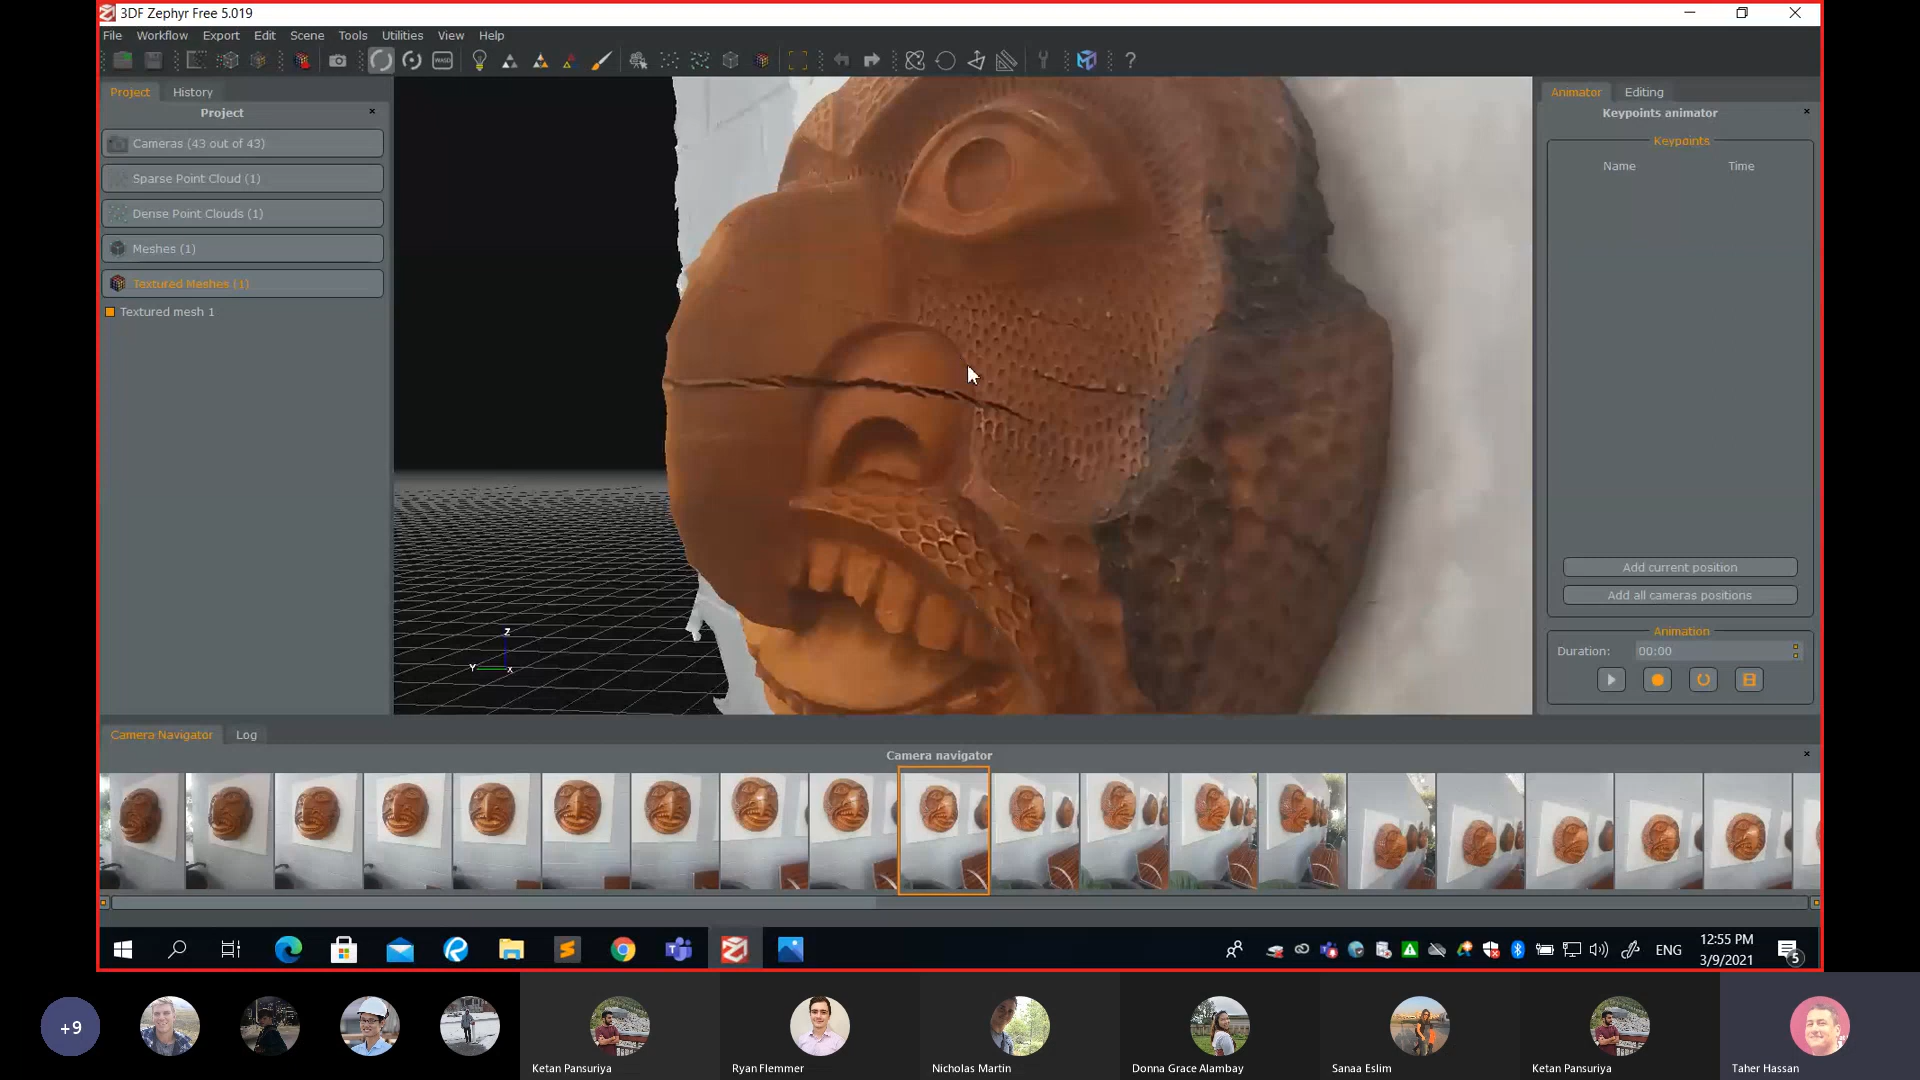 3DF Zephyr Free 5.019
File Workflow Export Edit Scene Tools Utilities View Help
WASD
?
Project History
Project
Cameras (43 out of 43)
Sparse Point Cloud (1)
Dense Point Clouds (1)
Meshes (1)
Textured Meshes (1)
Textured mesh 1
Z
Y
X
Animator Editing
Keypoints animator
Keypoints
Name Time
Add current position
Add all cameras positions
Animation
Duration: 00:00
Camera Navigator Log
Camera navigator
ENG
12:55 PM
3/9/2021
5
+9
Ketan Pansuriya
Ryan Flemmer
Nicholas Martin
Donna Grace Alambay
Sanaa Eslim
Ketan Pansuriya
Taher Hassan